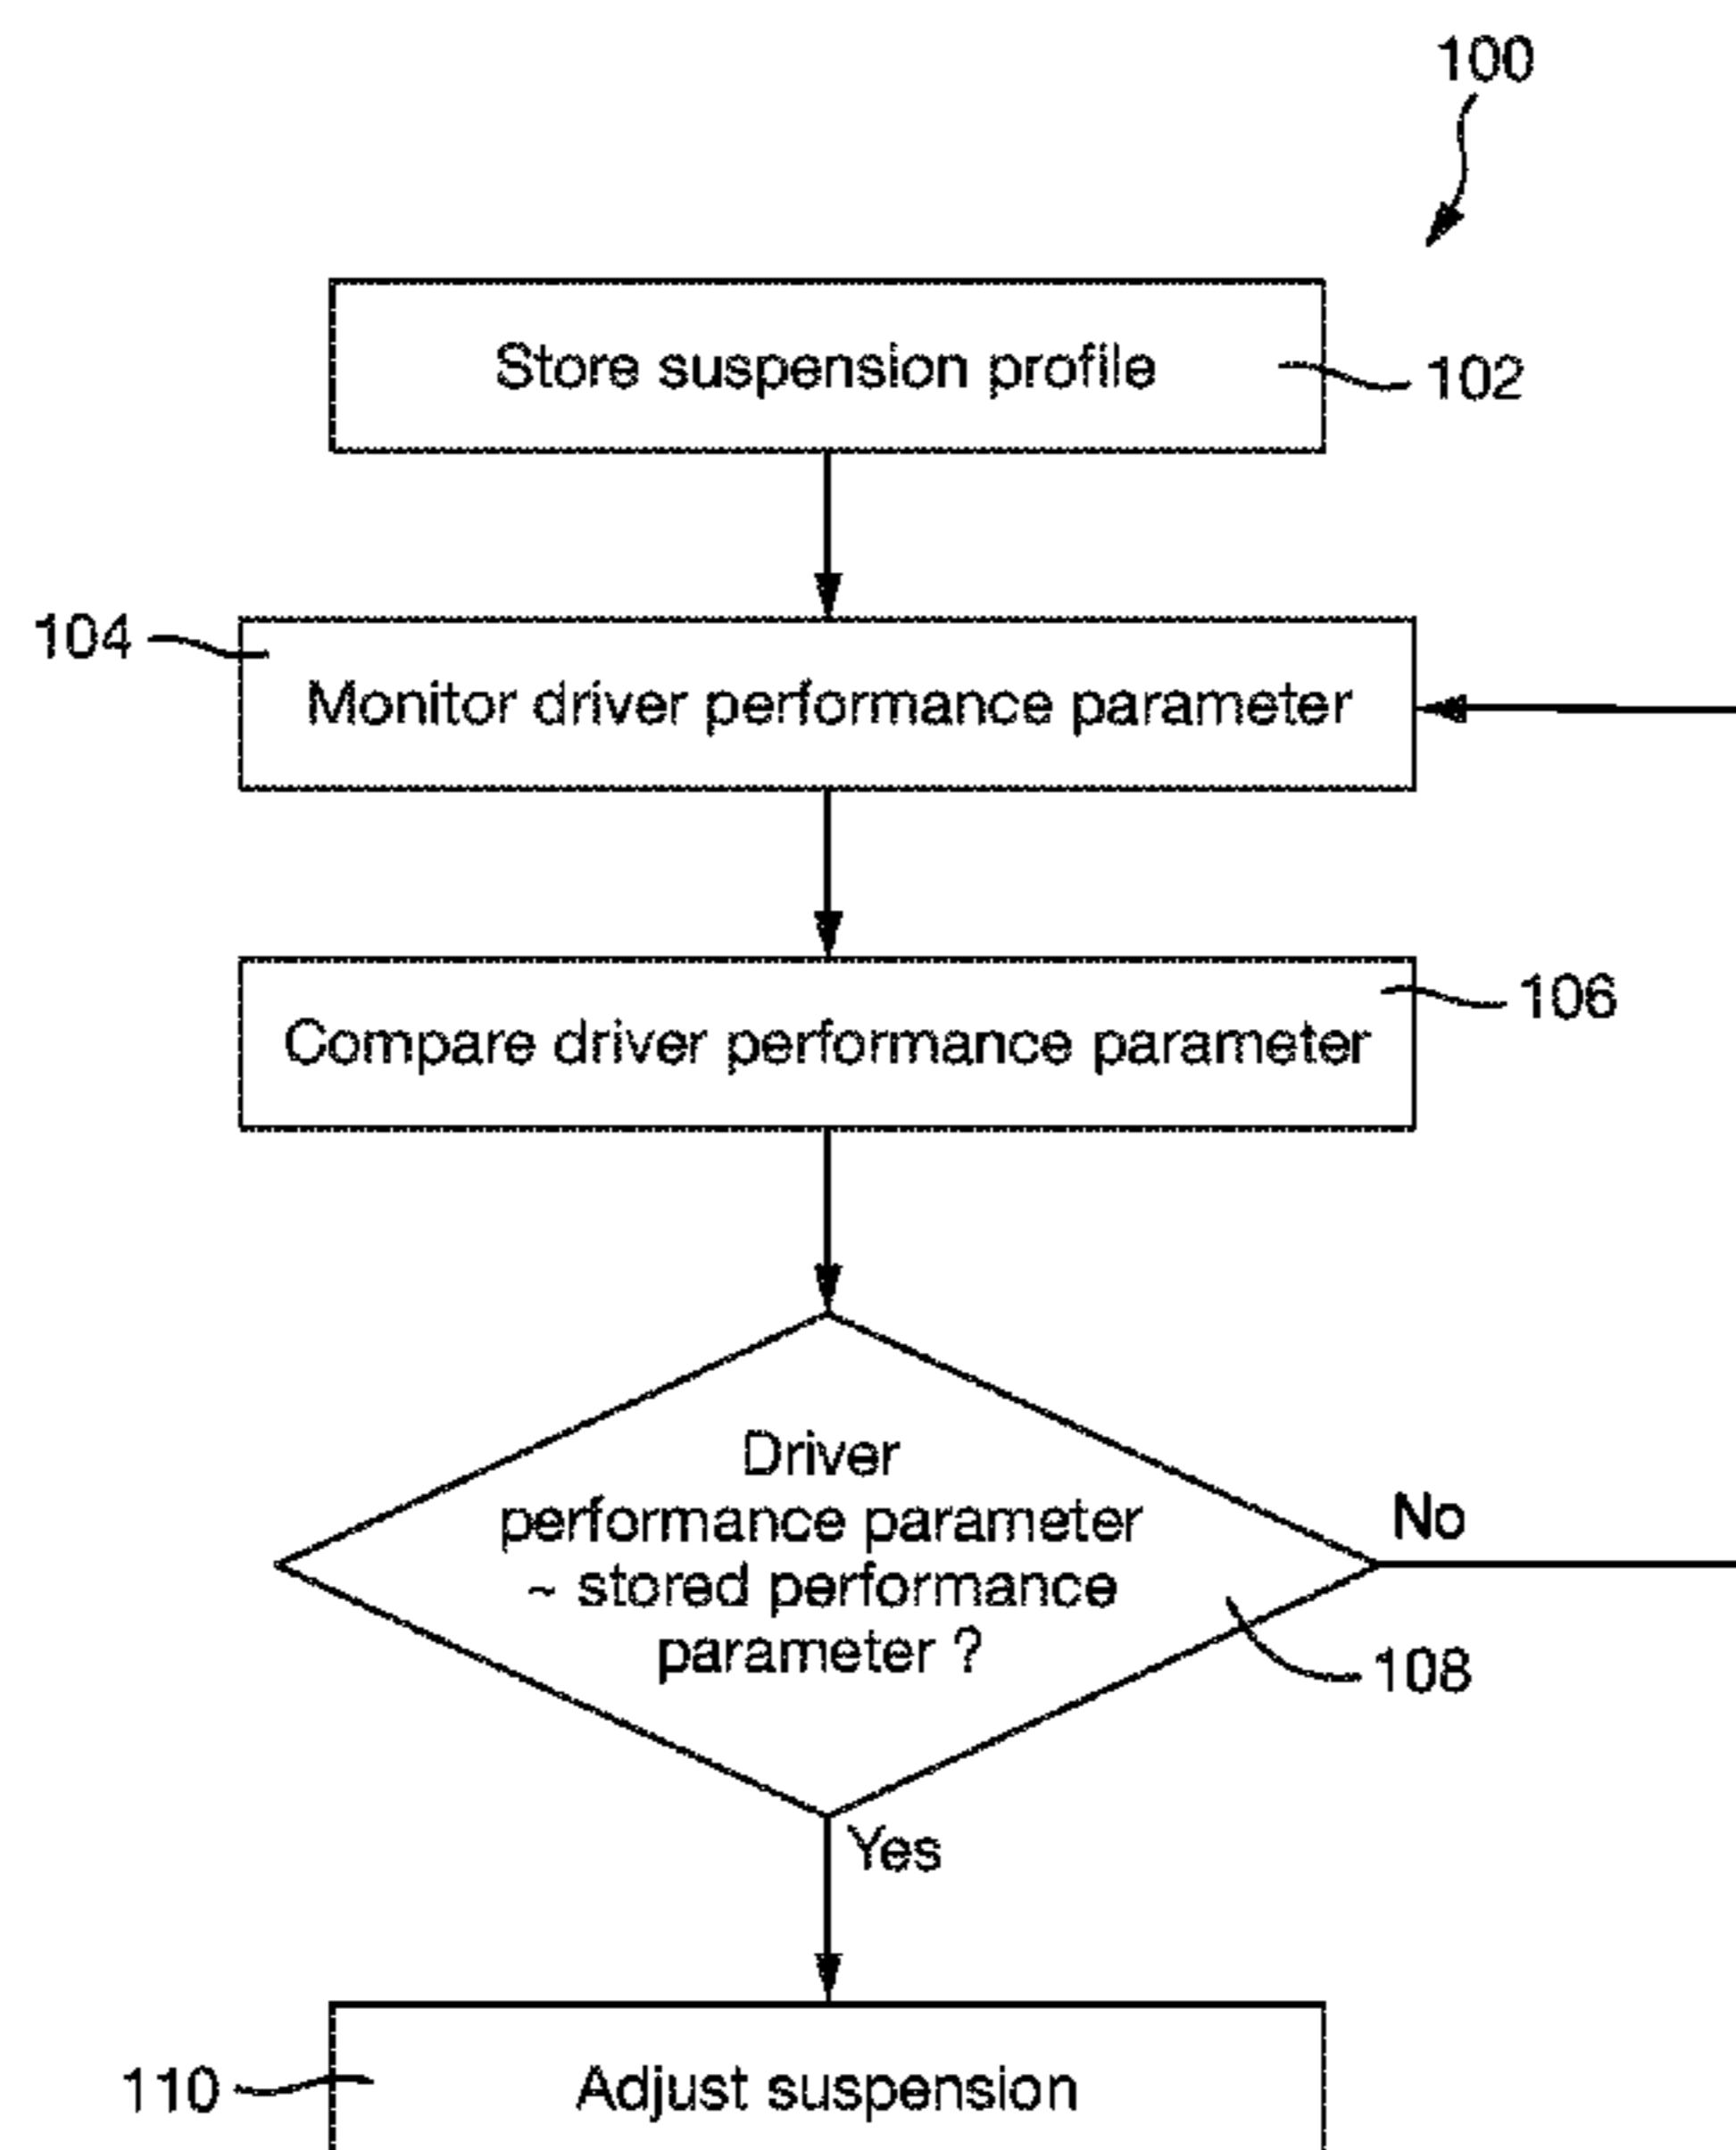 100
Store suspension profile
102
104
Monitor driver performance parameter
Compare driver performance parameter
106
Driver
performance parameter
~ stored performance
parameter ?
No
108
Yes
110
Adjust suspension